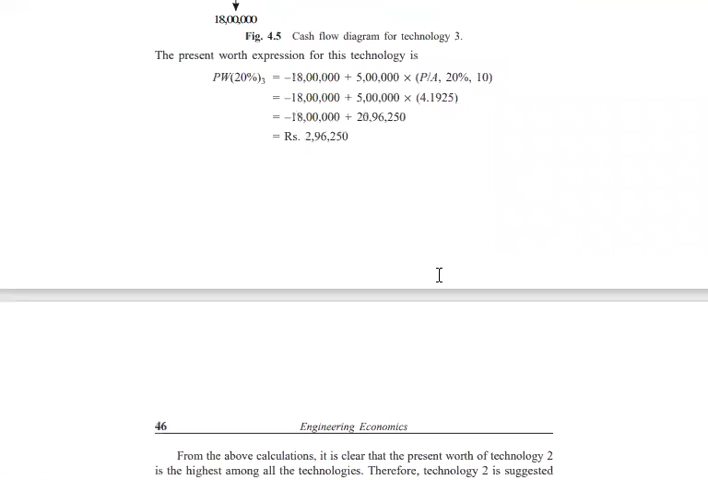 18,00,000
Fig. 4.5 Cash flow diagram for technology 3.
The present worth expression for this technology is
PW(20%)₃ = –18,00,000 + 5,00,000 × (P/A, 20%, 10)
= –18,00,000 + 5,00,000 × (4.1925)
= –18,00,000 + 20,96,250
= Rs. 2,96,250
46 Engineering Economics
From the above calculations, it is clear that the present worth of technology 2
is the highest among all the technologies. Therefore, technology 2 is suggested